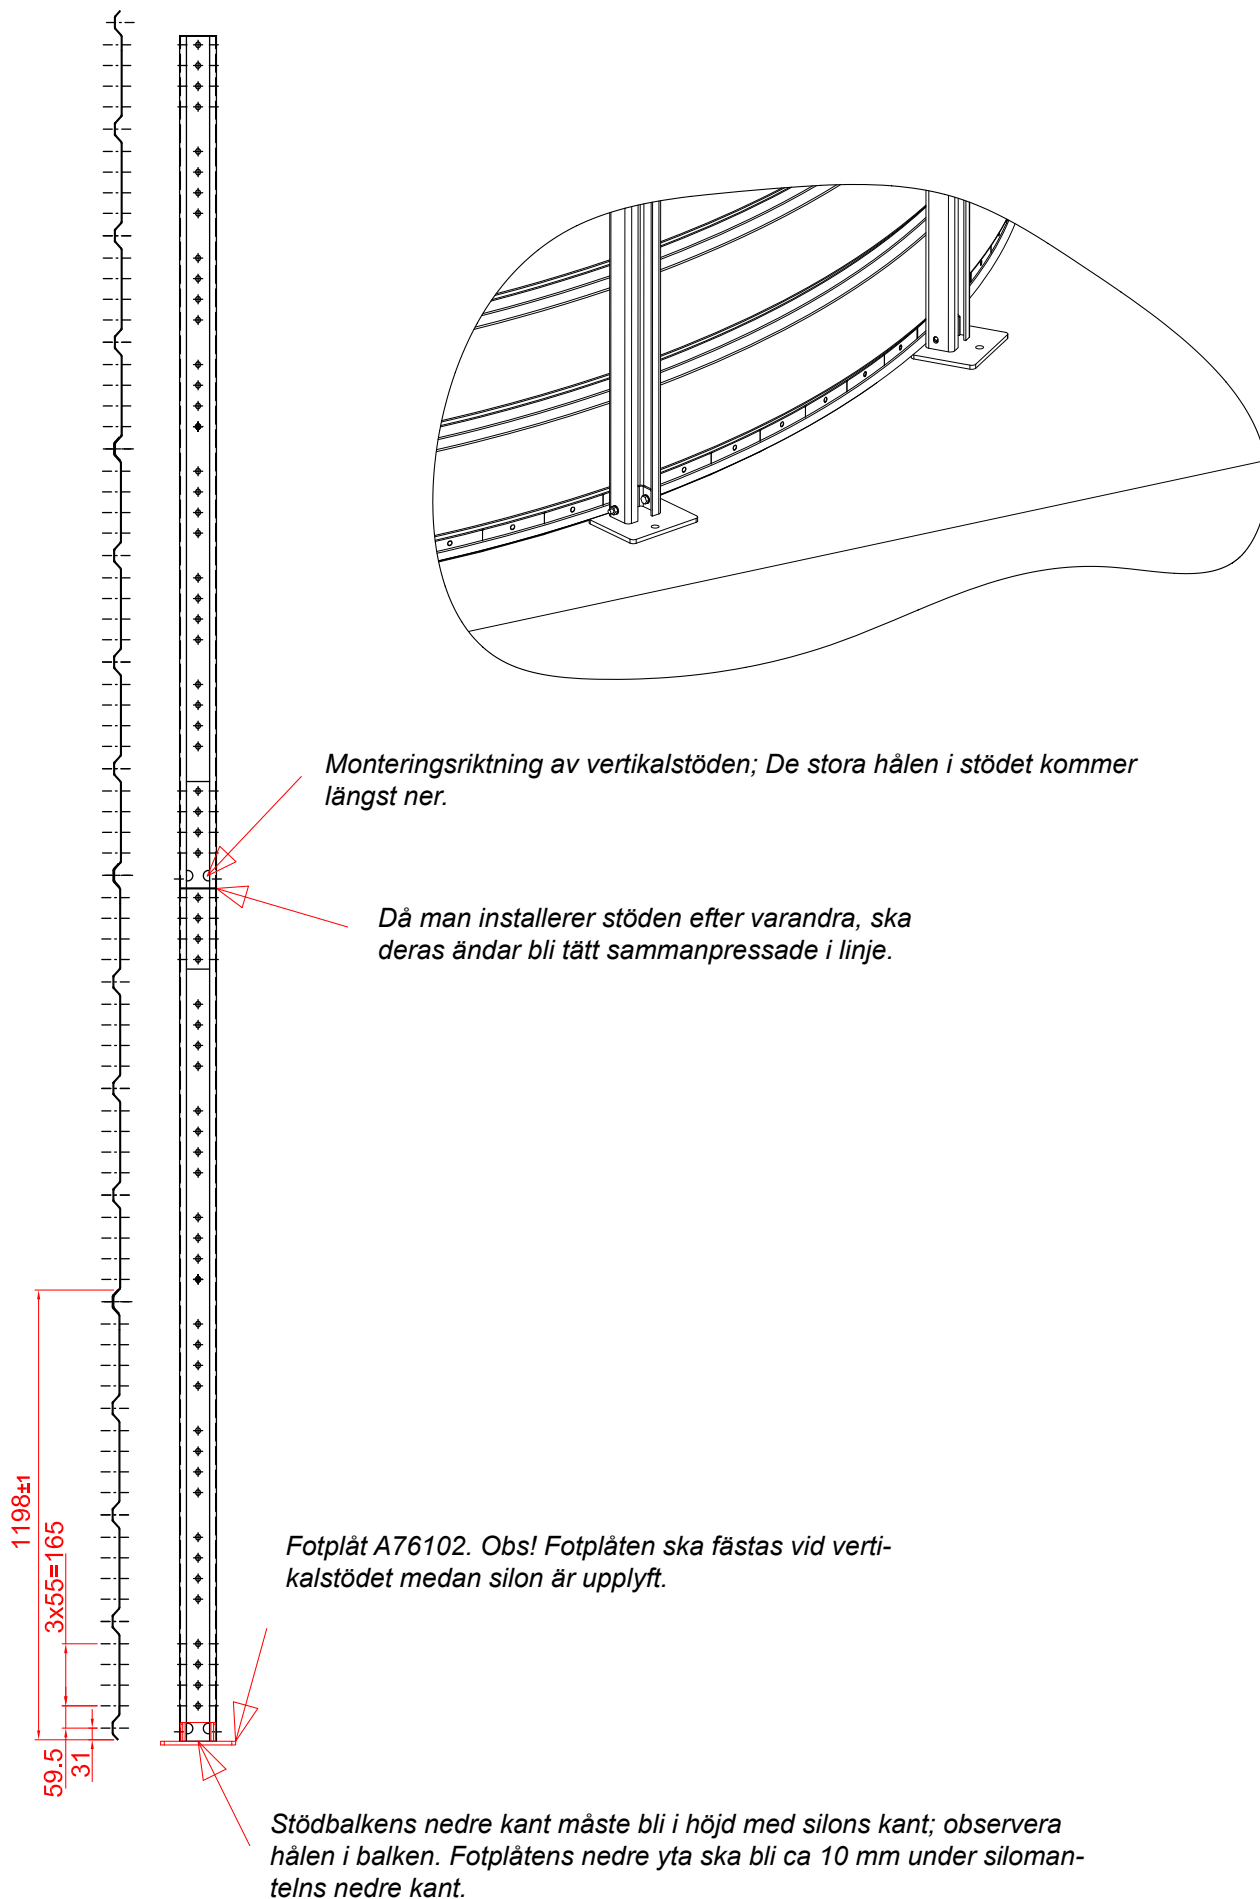 Monteringsriktning av vertikalstöden; De stora hålen i stödet kommer
längst ner.
Då man installerer stöden efter varandra, ska
deras ändar bli tätt sammanpressade i linje.
1198±1
3x55=165
59.5
31
Fotplåt A76102. Obs! Fotplåten ska fästas vid verti-
kalstödet medan silon är upplyft.
Stödbalkens nedre kant måste bli i höjd med silons kant; observera
hålen i balken. Fotplåtens nedre yta ska bli ca 10 mm under siloman-
telns nedre kant.